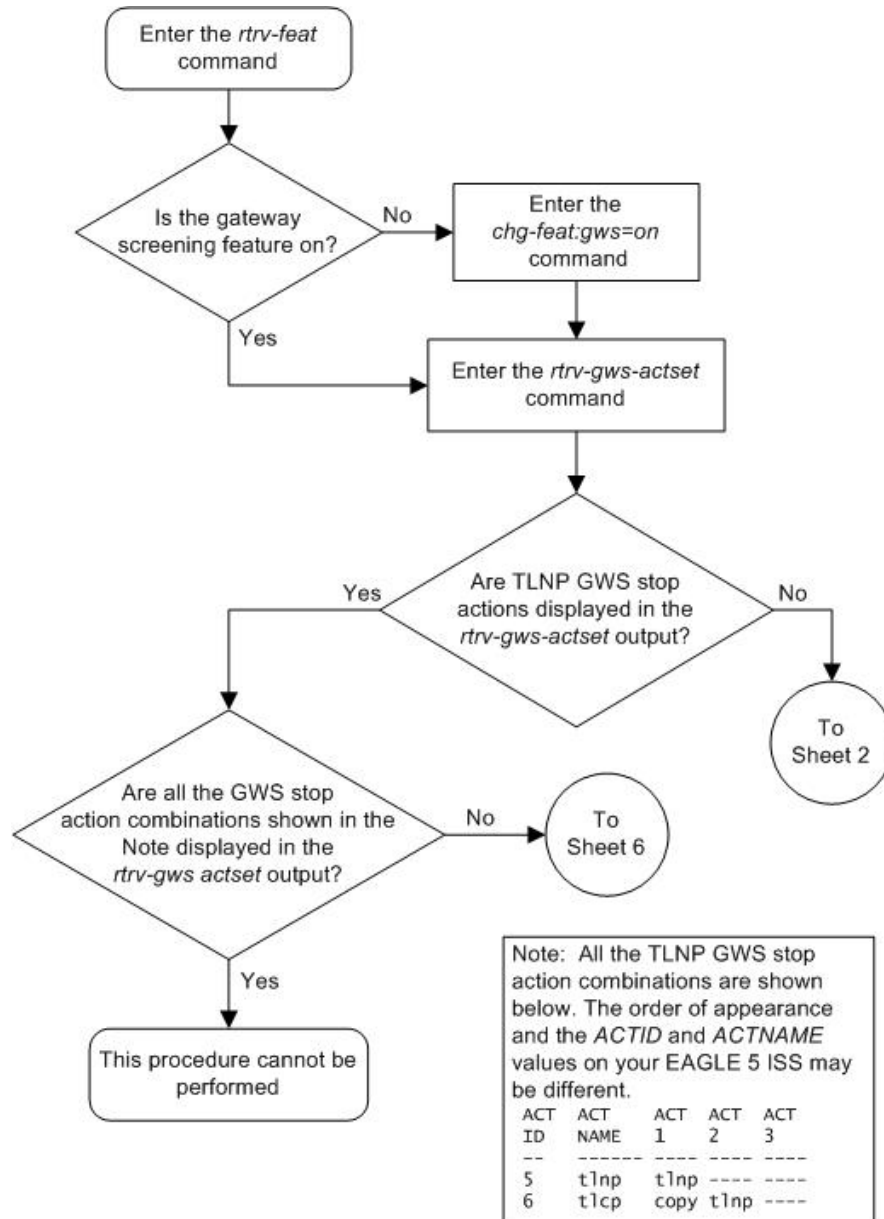 Enter the rtrv-feat
command
Is the gateway
screening feature on?
No
Yes
Enter the
chg-feat:gws=on
command
Enter the rtrv-gws-actset
command
Are TLNP GWS stop
actions displayed in the
rtrv-gws-actset output?
Yes
No
To
Sheet 2
Are all the GWS stop
action combinations shown in the
Note displayed in the
rtrv-gws actset output?
No
To
Sheet 6
Yes
This procedure cannot be
performed
Note: All the TLNP GWS stop
action combinations are shown
below. The order of appearance
and the ACTID and ACTNAME
values on your EAGLE 5 ISS may
be different.
ACT ACT ACT ACT ACT
ID NAME 1 2 3
-- ------ ---- ---- ----
5 tlnp tlnp ---- ----
6 tlcp copy tlnp ----